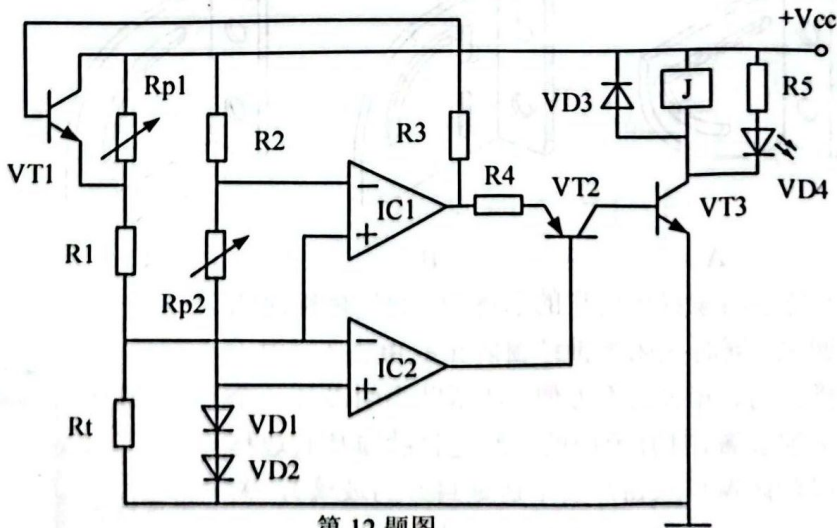 +Vcc
Rp1
VD3
J
R5
R2
R3
VT1
IC1
R4
VT2
VT3
VD4
R1
Rp2
IC2
Rt
VD1
VD2
第 12 题图